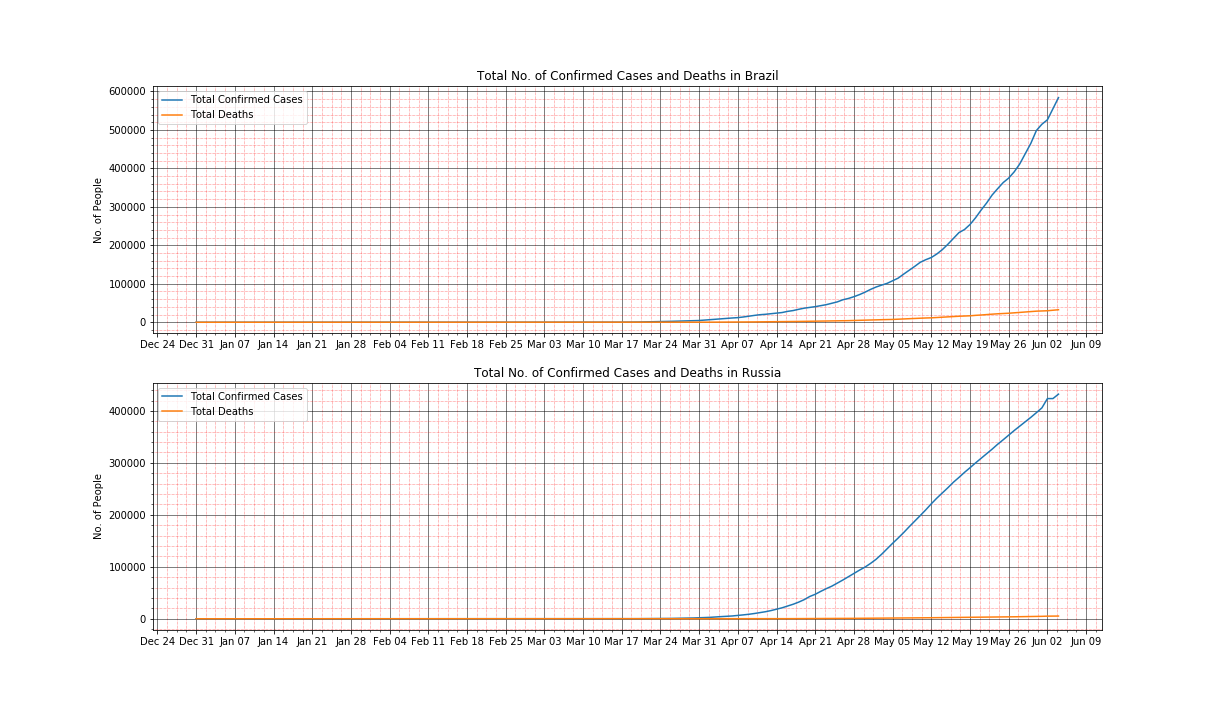 Total No. of Confirmed Cases and Deaths in Brazil
600000
500000
400000
300000
200000
100000
0
No. of People
Total Confirmed Cases
Total Deaths
Dec 24 Dec 31 Jan 07 Jan 14 Jan 21 Jan 28 Feb 04 Feb 11 Feb 18 Feb 25 Mar 03 Mar 10 Mar 17 Mar 24 Mar 31 Apr 07 Apr 14 Apr 21 Apr 28 May 05 May 12 May 19 May 26 Jun 02 Jun 09
Total No. of Confirmed Cases and Deaths in Russia
400000
300000
200000
100000
0
No. of People
Total Confirmed Cases
Total Deaths
Dec 24 Dec 31 Jan 07 Jan 14 Jan 21 Jan 28 Feb 04 Feb 11 Feb 18 Feb 25 Mar 03 Mar 10 Mar 17 Mar 24 Mar 31 Apr 07 Apr 14 Apr 21 Apr 28 May 05 May 12 May 19 May 26 Jun 02 Jun 09